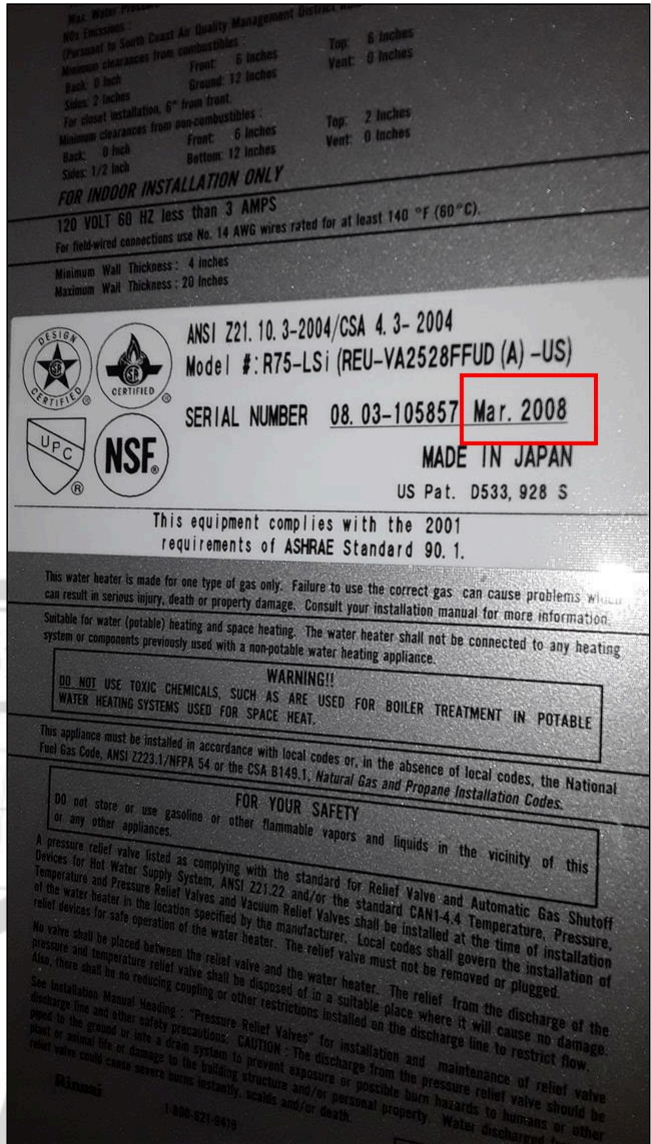 Max. Water Pressure
NOx Emissions :
(Pursuant to South Coast Air Quality Management District
Minimum clearances from combustibles :
Back: 0 Inch Front: 6 Inches Top: 6 Inches
Sides: 2 Inches Ground: 12 Inches Vent: 0 Inches
For closet installation, 6" from front.
Minimum clearances from non-combustibles :
Back: 0 Inch Front: 6 Inches Top: 2 Inches
Sides: 1/2 Inch Bottom: 12 Inches Vent: 0 Inches
FOR INDOOR INSTALLATION ONLY
120 VOLT 60 HZ less than 3 AMPS
For field-wired connections use No. 14 AWG wires rated for at least 140 °F (60°C).
Minimum Wall Thickness : 4 Inches
Maximum Wall Thickness : 20 Inches
DESIGN
CERTIFIED
CERTIFIED
ANSI Z21. 10. 3-2004/CSA 4. 3- 2004
Model #: R75-LSi (REU-VA2528FFUD (A) -US)
SERIAL NUMBER 08. 03-105857 Mar. 2008
UPC ®
NSF®
MADE IN JAPAN
US Pat. D533, 928 S
This equipment complies with the 2001
requirements of ASHRAE Standard 90. 1.
This water heater is made for one type of gas only. Failure to use the correct gas can cause problems which
can result in serious injury, death or property damage. Consult your installation manual for more information.
Suitable for water (potable) heating and space heating. The water heater shall not be connected to any heating
system or components previously used with a non-potable water heating appliance.
WARNING!!
DO NOT USE TOXIC CHEMICALS, SUCH AS ARE USED FOR BOILER TREATMENT IN POTABLE
WATER HEATING SYSTEMS USED FOR SPACE HEAT.
This appliance must be installed in accordance with local codes or, in the absence of local codes, the National
Fuel Gas Code, ANSI Z223.1/NFPA 54 or the CSA B149.1, Natural Gas and Propane Installation Codes.
FOR YOUR SAFETY
DO not store or use gasoline or other flammable vapors and liquids in the vicinity of this
or any other appliances.
A pressure relief valve listed as complying with the standard for Relief Valve and Automatic Gas Shutoff
Devices for Hot Water Supply System, ANSI Z21.22 and/or the standard CAN1-4.4 Temperature, Pressure,
Temperature and Pressure Relief Valves and Vacuum Relief Valves shall be installed at the time of installation
of the water heater in the location specified by the manufacturer. Local codes shall govern the installation of
relief devices for safe operation of the water heater. The relief valve must not be removed or plugged.
No valve shall be placed between the relief valve and the water heater. The relief from the discharge of the
pressure and temperature relief valve shall be disposed of in a suitable place where it will cause no damage.
Also, there shall be no reducing coupling or other restrictions installed on the discharge line to restrict flow.
See Installation Manual Heading : "Pressure Relief Valves" for installation and maintenance of relief valve
discharge line and other safety precautions. CAUTION : The discharge from the pressure relief valve should be
piped to the ground or into a drain system to prevent exposure or possible burn hazards to humans or other
plant or animal life or damage to the building structure and/or personal property. Water discharged
relief valve could cause severe burns instantly, scalds and/or death.
Rinnai
1-800-621-9419